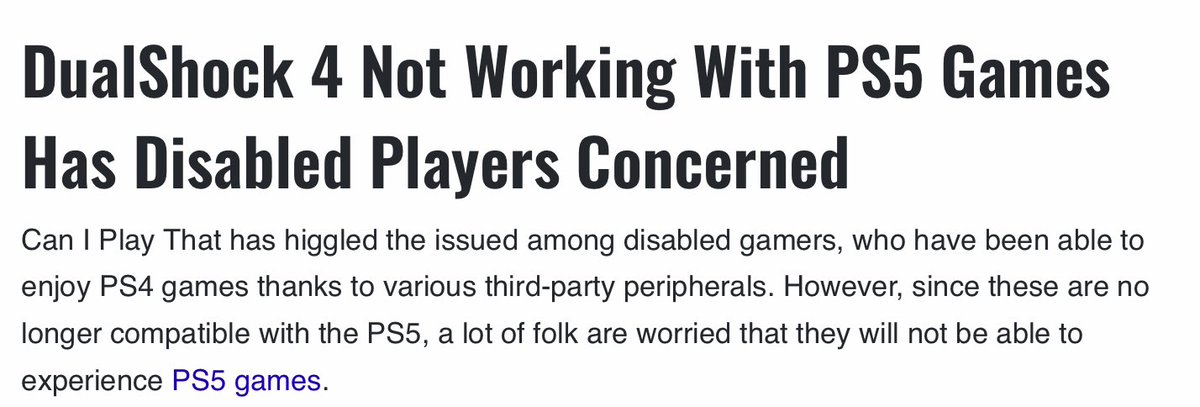 DualShock 4 Not Working With PS5 Games
Has Disabled Players Concerned
Can I Play That has higgled the issued among disabled gamers, who have been able to
enjoy PS4 games thanks to various third-party peripherals. However, since these are no
longer compatible with the PS5, a lot of folk are worried that they will not be able to
experience PS5 games.